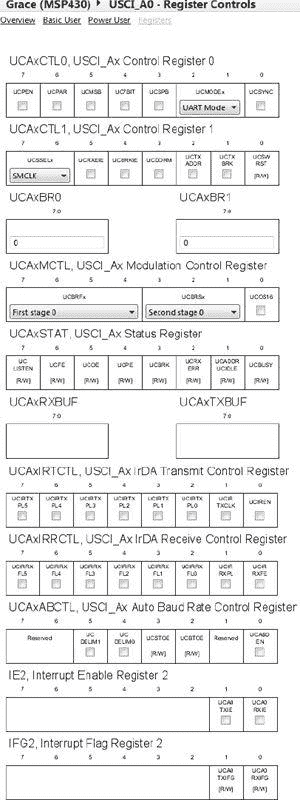 Grace (MSP430) ▸ USCI_A0 - Register Controls
Overview Basic User Power User Registers
UCAxCTL0, USCI_Ax Control Register 0
7 6 5 4 3 2 1 0
UCPEN UCPAR UCMSB UC7BIT UCSPB UCMODEx UCSYNC
UART Mode
UCAxCTL1, USCI_Ax Control Register 1
7 6 5 4 3 2 1 0
UCSSELx UCRXEIE UCBRKIE UCDORM UCTX ADDR UCTX BRK UCSW RST
SMCLK [R/W]
UCAxBR0 UCAxBR1
7:0 7:0
0 0
UCAxMCTL, USCI_Ax Modulation Control Register
7 6 5 4 3 2 1 0
UCBRFx UCBRSx UCOS16
First stage 0 Second stage 0
UCAxSTAT, USCI_Ax Status Register
7 6 5 4 3 2 1 0
UC LISTEN UCFE UCOE UCPE UCBRK UCRX ERR UCADDR UCIDLE UCBUSY
[R/W] [R/W] [R/W] [R/W] [R/W] [R/W] [R/W] [R/W]
UCAxRXBUF UCAxTXBUF
7:0 7:0
UCAxIRTCTL, USCI_Ax IrDA Transmit Control Register
7 6 5 4 3 2 1 0
UCIRTX PL5 UCIRTX PL4 UCIRTX PL3 UCIRTX PL2 UCIRTX PL1 UCIRTX PL0 UCIR TXCLK UCIREN
UCAxIRRCTL, USCI_Ax IrDA Receive Control Register
7 6 5 4 3 2 1 0
UCIRRX FL5 UCIRRX FL4 UCIRRX FL3 UCIRRX FL2 UCIRRX FL1 UCIRRX FL0 UCIR RXPL UCIR RXFE
UCAxABCTL, USCI_Ax Auto Baud Rate Control Register
7 6 5 4 3 2 1 0
Reserved UC DELIM1 UC DELIM0 UCSTOE UCBTOE Reserved UCABD EN
[R/W] [R/W]
IE2, Interrupt Enable Register 2
7 6 5 4 3 2 1 0
UCA0 TXIE UCA0 RXIE
IFG2, Interrupt Flag Register 2
7 6 5 4 3 2 1 0
UCA0 TXIFG UCA0 RXIFG
[R/W] [R/W]